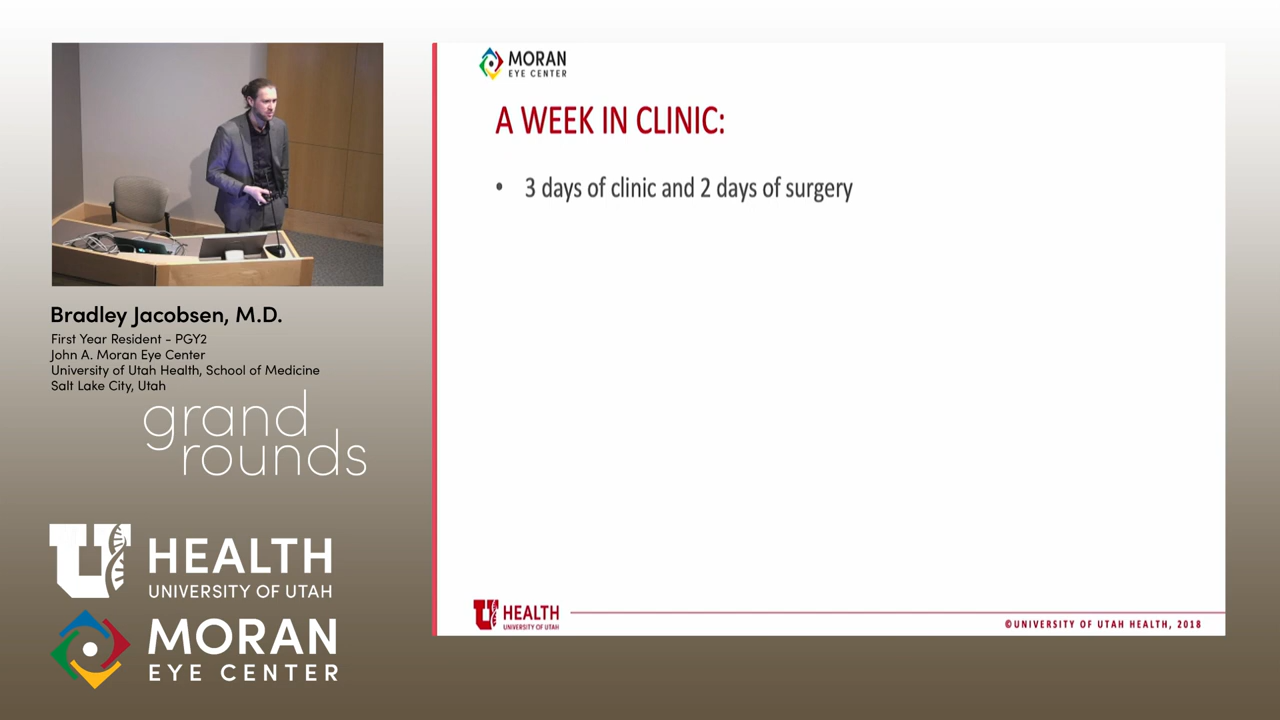 Bradley Jacobsen, M.D.
First Year Resident - PGY2
John A. Moran Eye Center
University of Utah Health, School of Medicine
Salt Lake City, Utah
grand
rounds
U HEALTH
UNIVERSITY OF UTAH
MORAN
EYE CENTER
MORAN
EYE CENTER
A WEEK IN CLINIC:
• 3 days of clinic and 2 days of surgery
U HEALTH
UNIVERSITY OF UTAH
©UNIVERSITY OF UTAH HEALTH, 2018